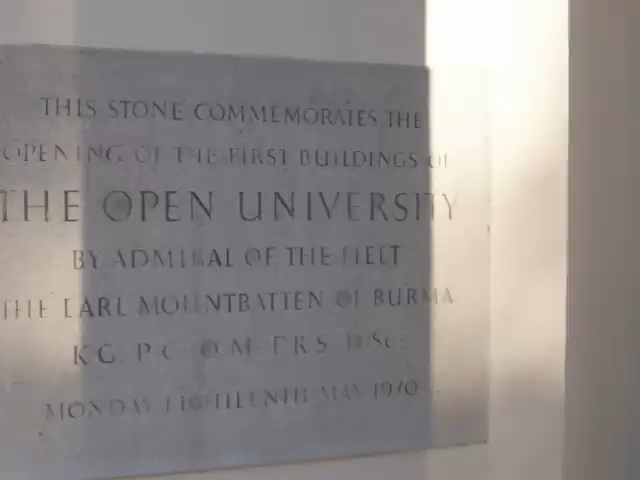 THIS STONE COMMEMORATES THE
OPENING OF THE FIRST BUILDINGS OF
THE OPEN UNIVERSITY
BY ADMIRAL OF THE FLEET
THE EARL MOUNTBATTEN OF BURMA
K.G. P.C. O.M. F.R.S. D.Sc.
MONDAY EIGHTEENTH MAY 1970